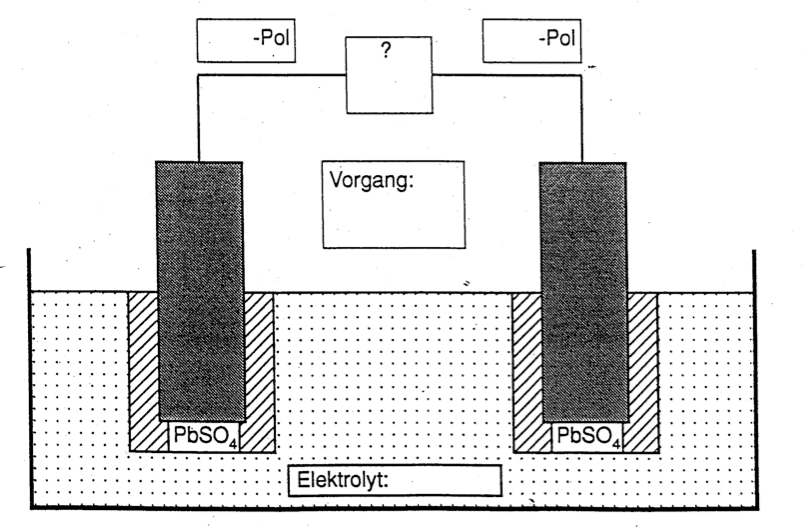 -Pol
?
-Pol
Vorgang:
PbSO₄
PbSO₄
Elektrolyt: